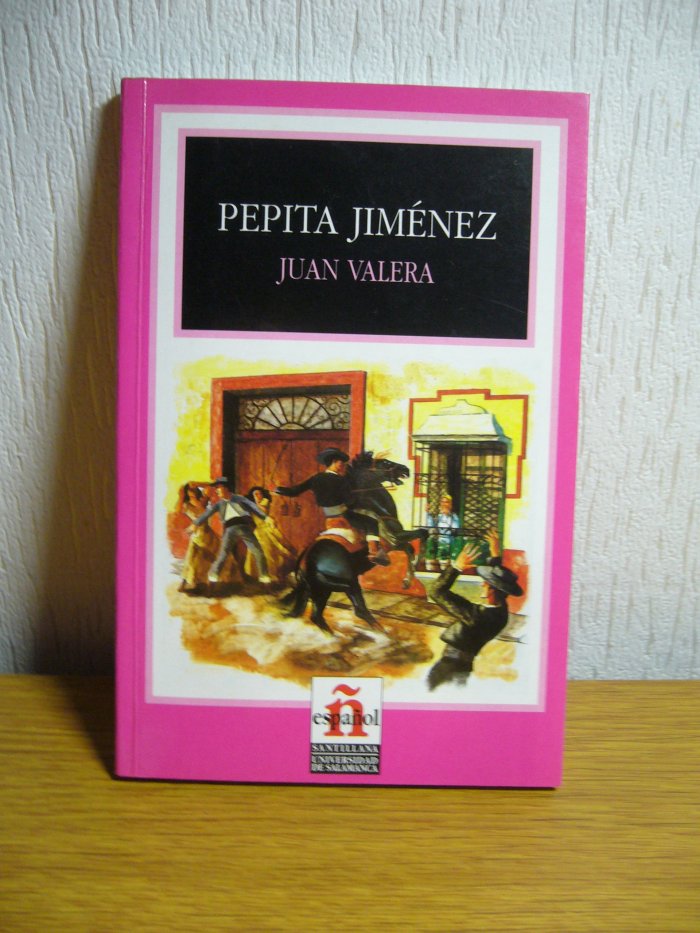 PEPITA JIMÉNEZ
JUAN VALERA
ñ
español
SANTILLANA
UNIVERSIDAD
DE SALAMANCA